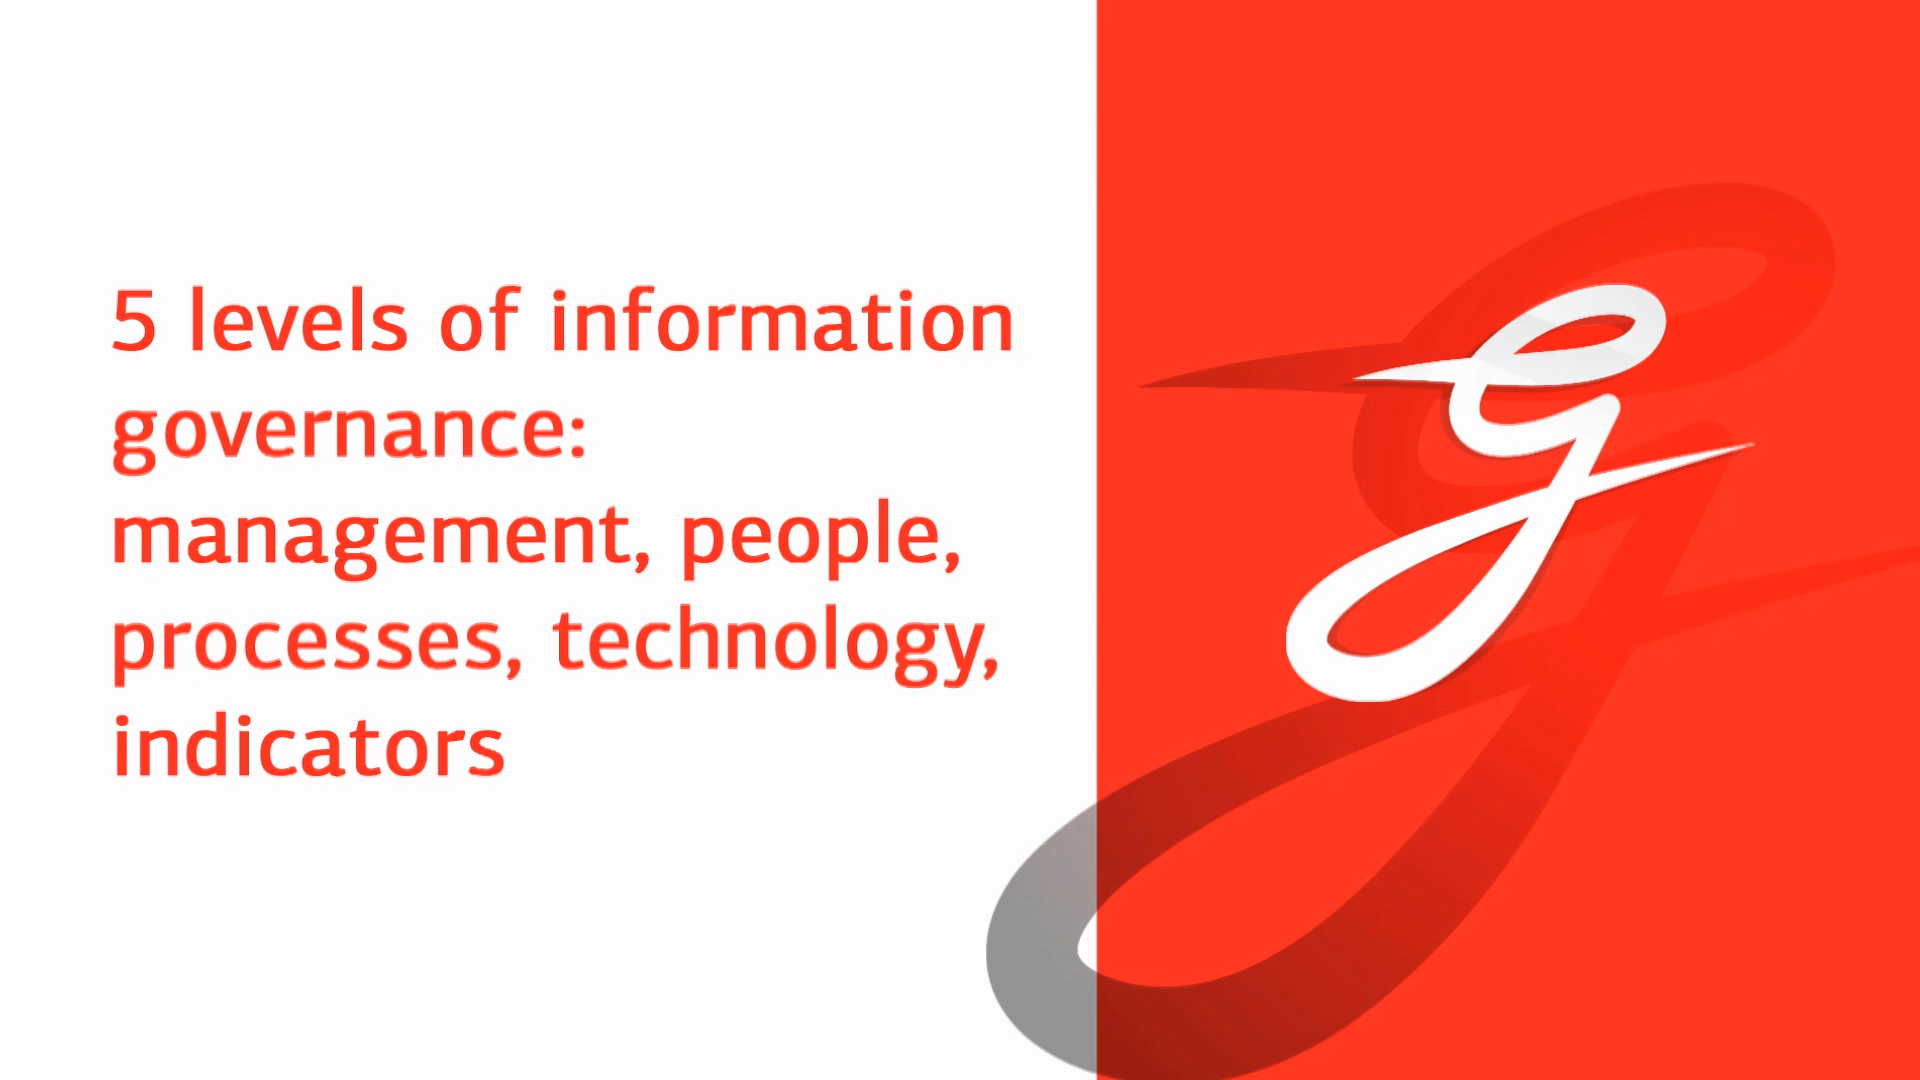 5 levels of information
governance:
management, people,
processes, technology,
indicators